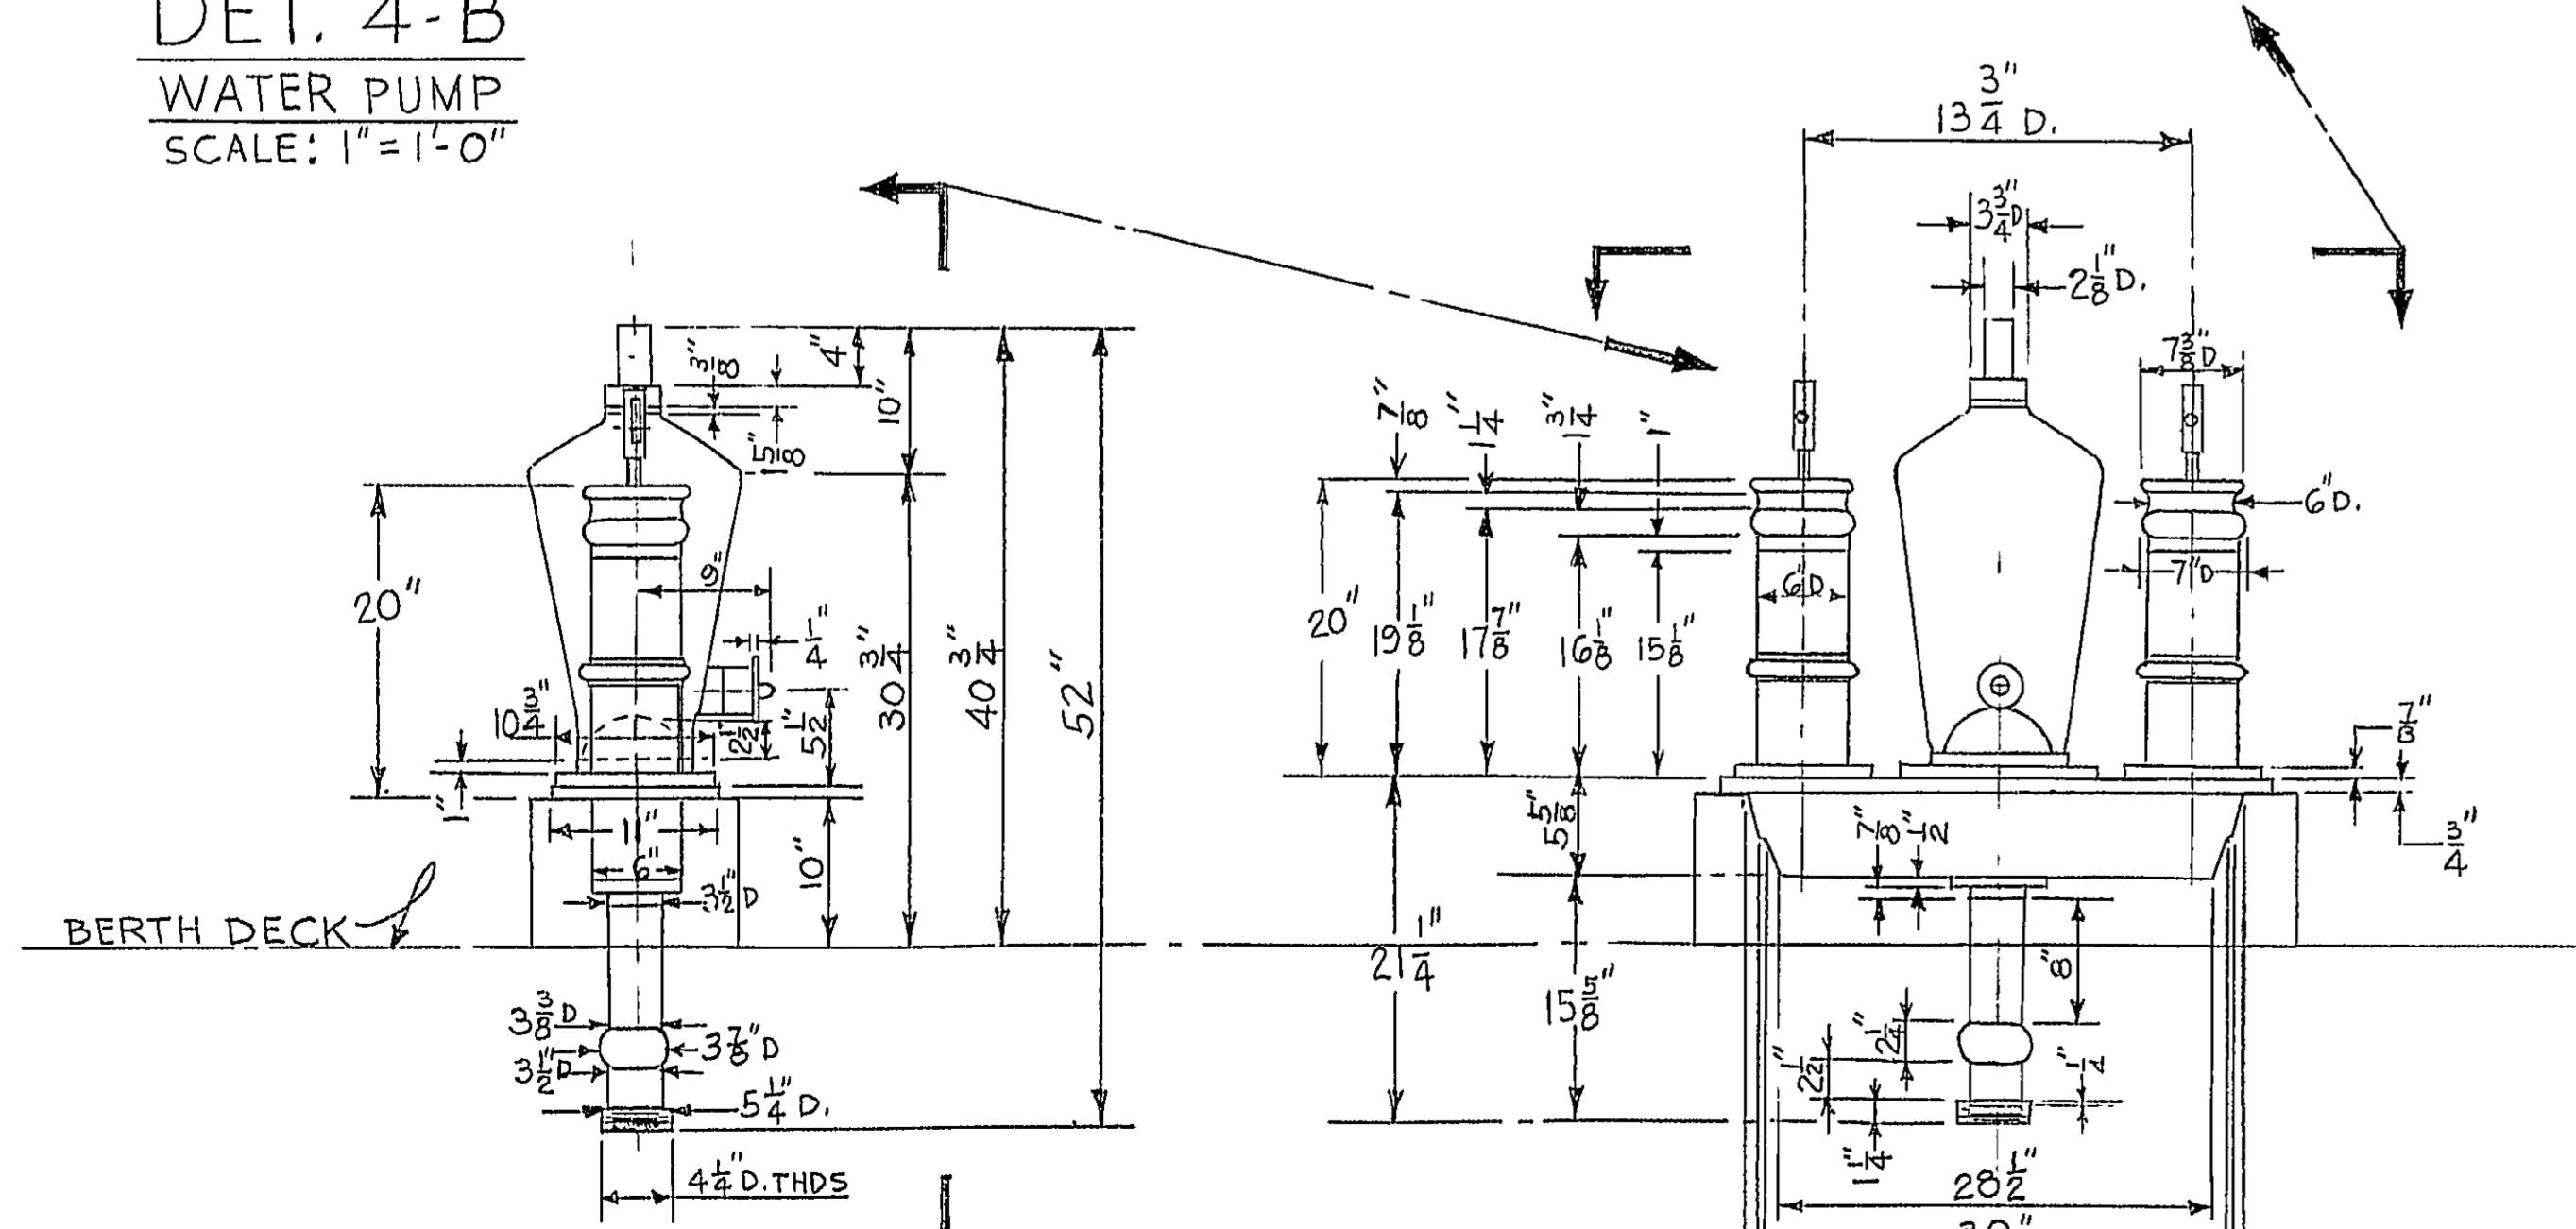 DET. 4-B
WATER PUMP
SCALE: 1"=1'-0"
13 3/4" D.
3 3/4" D
2 1/8" D.
7 3/8" D
6" D.
7" D
6" D
7/8"
1 1/4"
1 3/4"
1"
20"
19 1/8"
17 7/8"
16 1/8"
15 1/8"
7/8"
3/4"
5 5/8"
7/8"
1/2"
21 1/4"
15 5/8"
8"
2 1/4"
2 1/2"
1 1/4"
1/4"
28 1/2"
30"
4"
3/8"
10"
1 5/8"
20"
9"
1/4"
10 3/4"
2 1/2"
5 1/2"
30 3/4"
40 3/4"
52"
1"
11"
6"
10"
3 1/2" D
BERTH DECK
3 3/8 D
3 7/8" D
3 1/2" D
5 1/4" D.
4 1/4" D. THDS